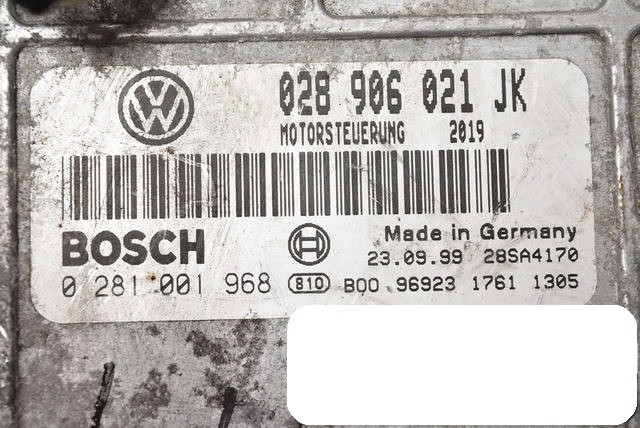 028 906 021 JK
MOTORSTEUERUNG 2019
BOSCH
Made in Germany
23.09.99 28SA4170
0 281 001 968 810 B00 96923 1761 1305